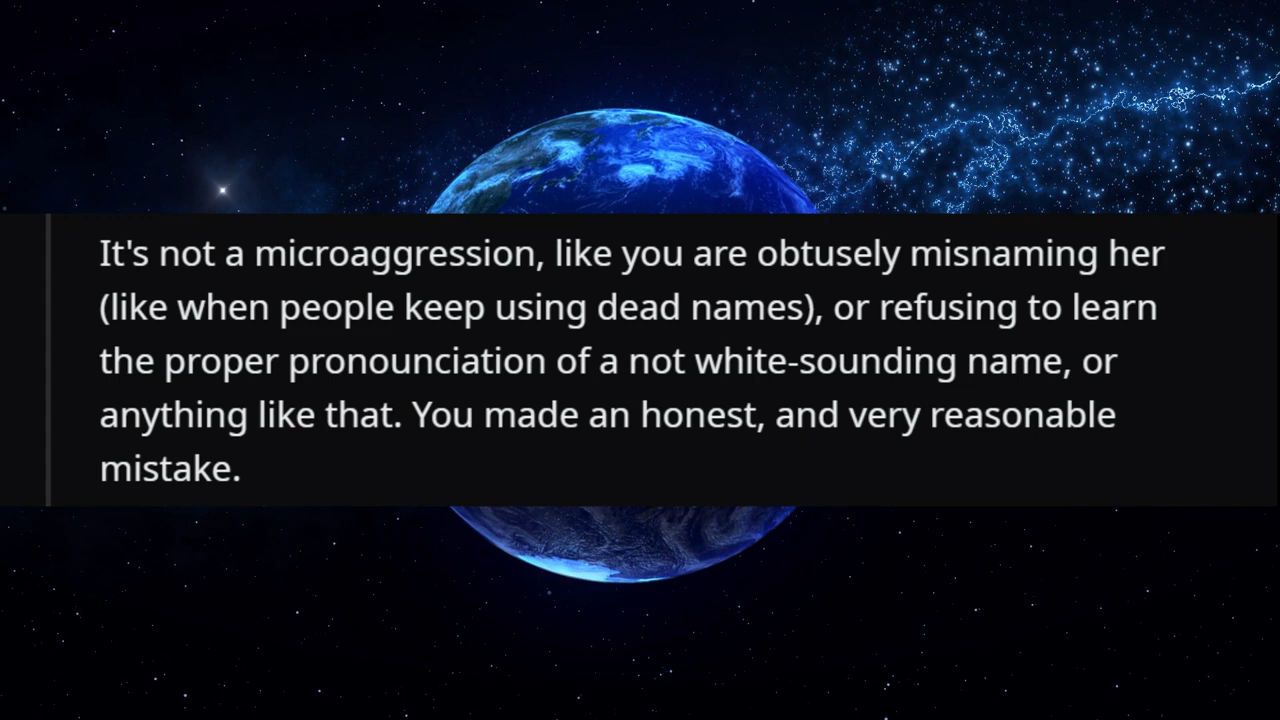 It's not a microaggression, like you are obtusely misnaming her
(like when people keep using dead names), or refusing to learn
the proper pronounciation of a not white-sounding name, or
anything like that. You made an honest, and very reasonable
mistake.